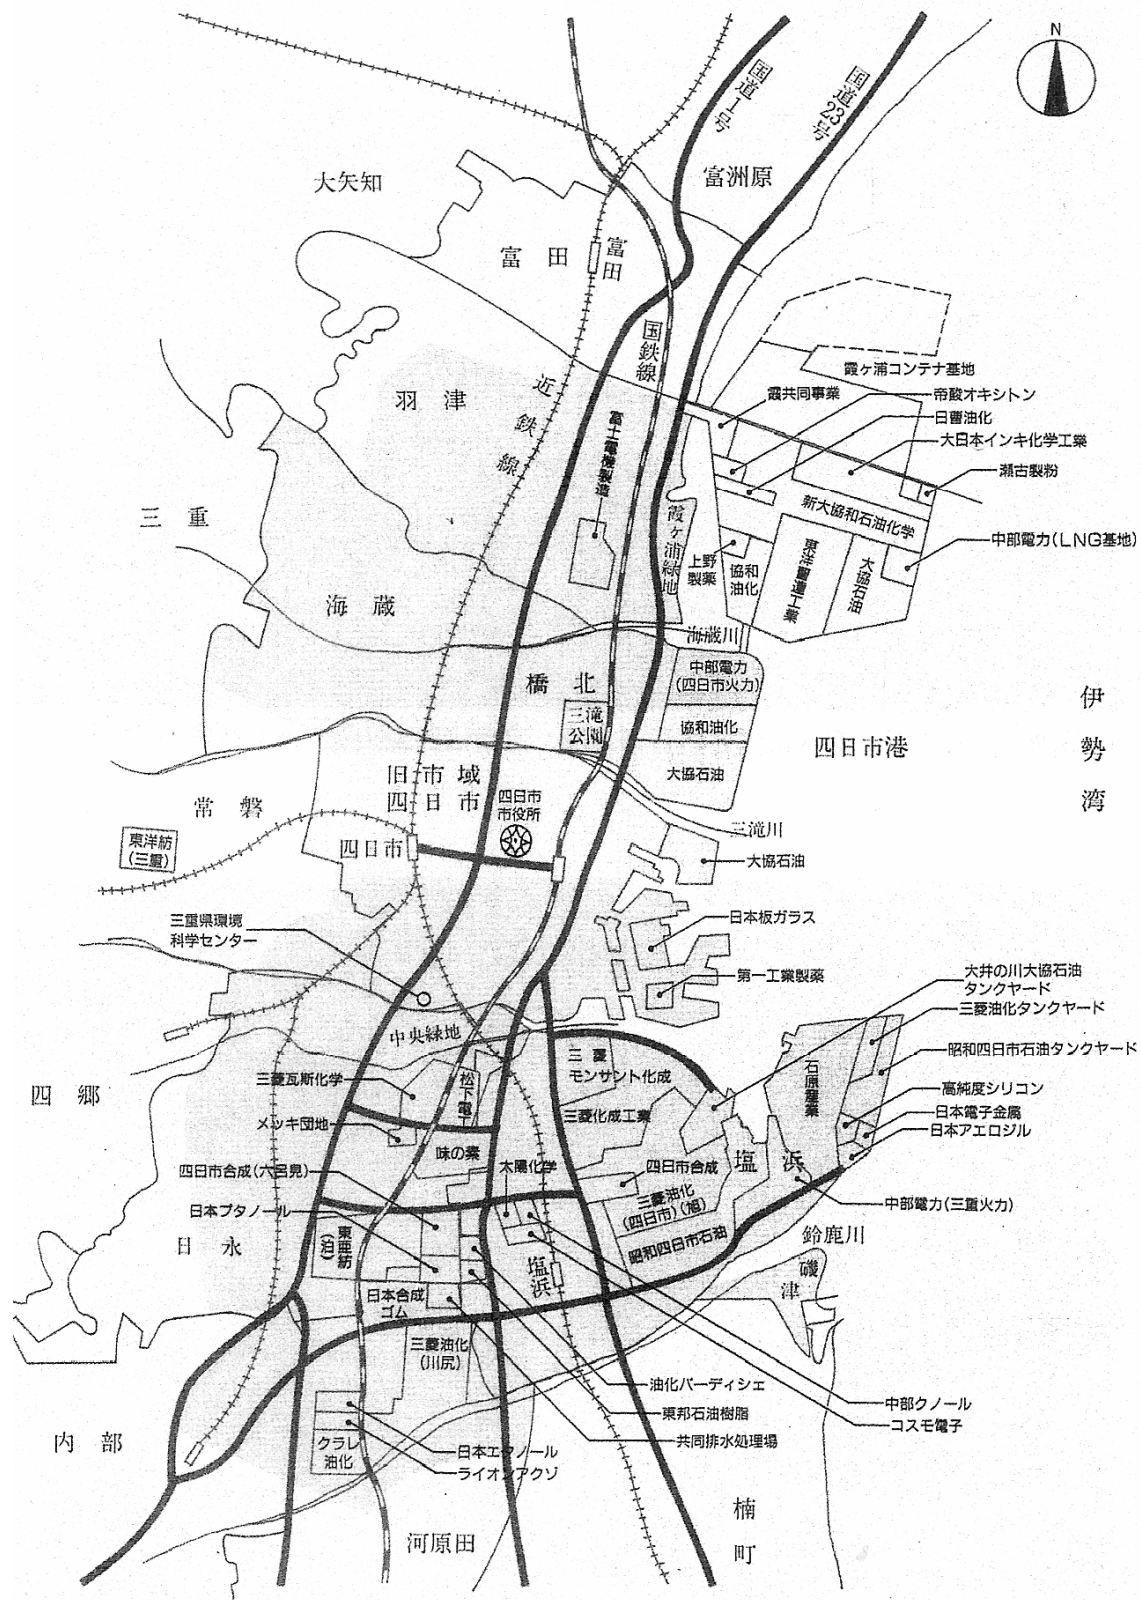 N
国道1号
国道23号
大矢知
富洲原
富田
富田
国鉄線
霞ヶ浦コンテナ基地
近鉄線
羽津
霞共同事業
帝酸オキシトン
日曹油化
大日本インキ化学工業
瀬古製粉
富士電機製造
新大協和石油化学
三重
霞ヶ浦緑地
中部電力(LNG基地)
上野
製薬
協和
油化
東洋曹達工業
大協石油
海蔵
海蔵川
橋北
中部電力
(四日市火力)
三滝
公園
協和油化
伊勢湾
四日市港
大協石油
旧市域
四日市
四日市
市役所
常磐
三滝川
東洋紡
(三重)
四日市
大協石油
三重県環境
科学センター
日本板ガラス
第一工業製薬
大井の川大協石油
タンクヤード
三菱油化タンクヤード
中央緑地
昭和四日市石油タンクヤード
三菱
モンサント化成
石原産業
三菱瓦斯化学
松下電工
四郷
高純度シリコン
メッキ団地
三菱化成工業
日本電子金属
日本アエロジル
味の素
太陽化学
塩浜
四日市合成(六呂見)
四日市合成
三菱油化
(四日市)(旭)
中部電力(三重火力)
日本ブタノール
日永
東亜紡
(泊)
昭和四日市石油
鈴鹿川
塩浜
磯津
日本合成
ゴム
三菱油化
(川尻)
油化バーディシェ
中部クノール
東邦石油樹脂
コスモ電子
内部
共同排水処理場
クラレ
油化
日本エタノール
ライオンアクゾ
楠町
河原田